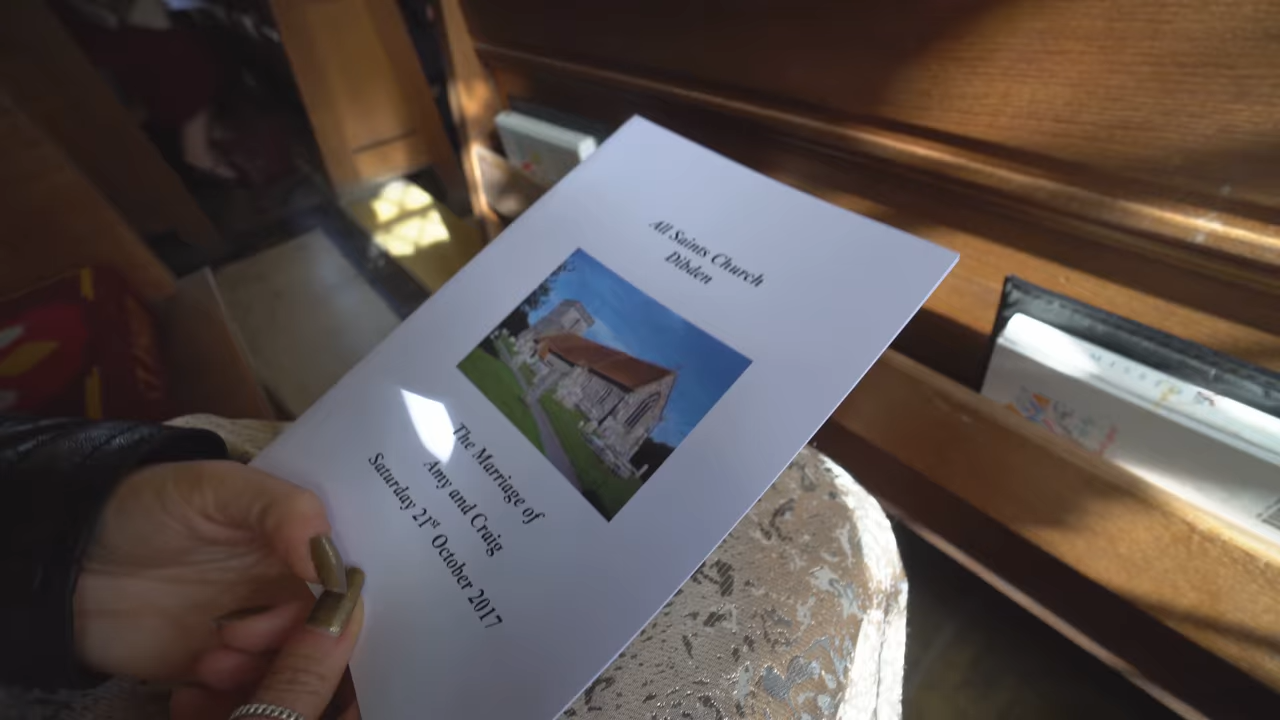 All Saints Church
Dibden
The Marriage of
Amy and Craig
Saturday 21st October 2017